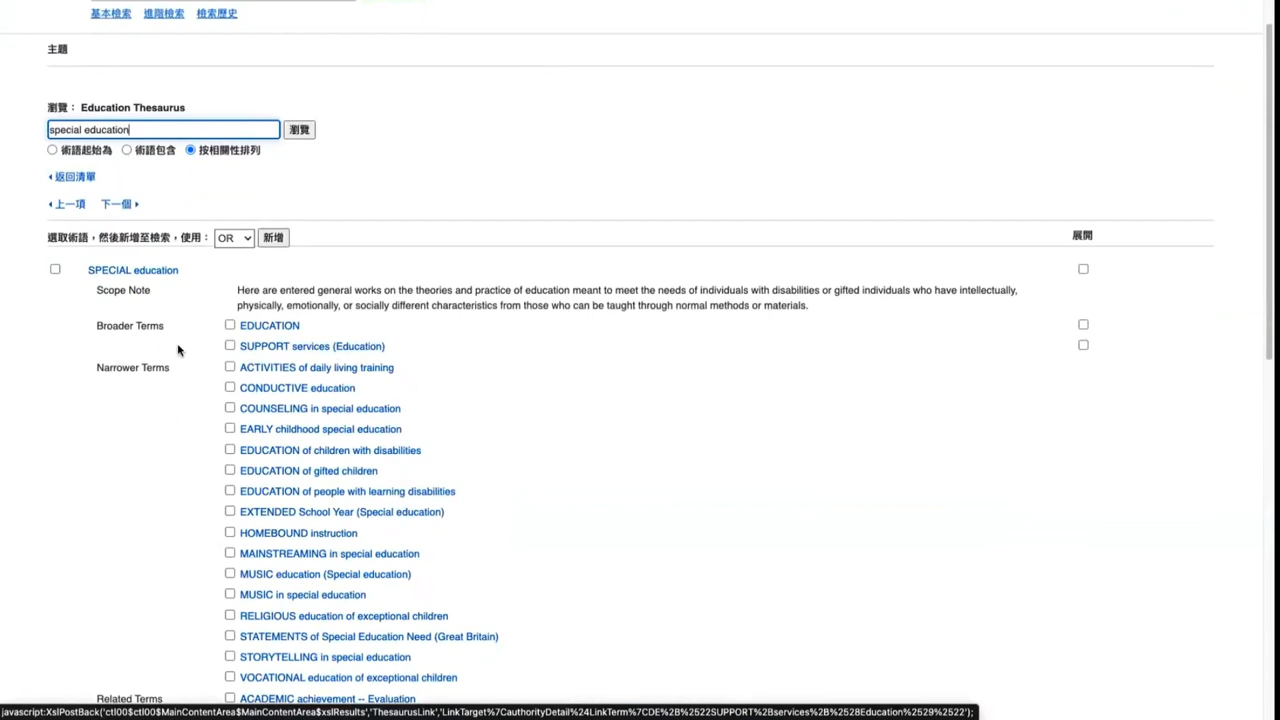 基本檢索 進階檢索 檢索歷史
主題
瀏覽： Education Thesaurus
special education 瀏覽
術語起始為 術語包含 按相關性排列
返回清單
上一項 下一個
選取術語，然後新增至檢索，使用： OR 新增 展開
SPECIAL education
Scope Note Here are entered general works on the theories and practice of education meant to meet the needs of individuals with disabilities or gifted individuals who have intellectually,
physically, emotionally, or socially different characteristics from those who can be taught through normal methods or materials.
Broader Terms EDUCATION
SUPPORT services (Education)
Narrower Terms ACTIVITIES of daily living training
CONDUCTIVE education
COUNSELING in special education
EARLY childhood special education
EDUCATION of children with disabilities
EDUCATION of gifted children
EDUCATION of people with learning disabilities
EXTENDED School Year (Special education)
HOMEBOUND instruction
MAINSTREAMING in special education
MUSIC education (Special education)
MUSIC in special education
RELIGIOUS education of exceptional children
STATEMENTS of Special Education Need (Great Britain)
STORYTELLING in special education
VOCATIONAL education of exceptional children
Related Terms ACADEMIC achievement -- Evaluation
javascript:XslPostBack('ctl00$ctl00$MainContentArea$MainContentArea$xslResults','ThesaurusLink','LinkTarget%7CauthorityDetail%24LinkTerm%7CDE%2B%2522SUPPORT%2Bservices%2B%2528Education%2529%2522');